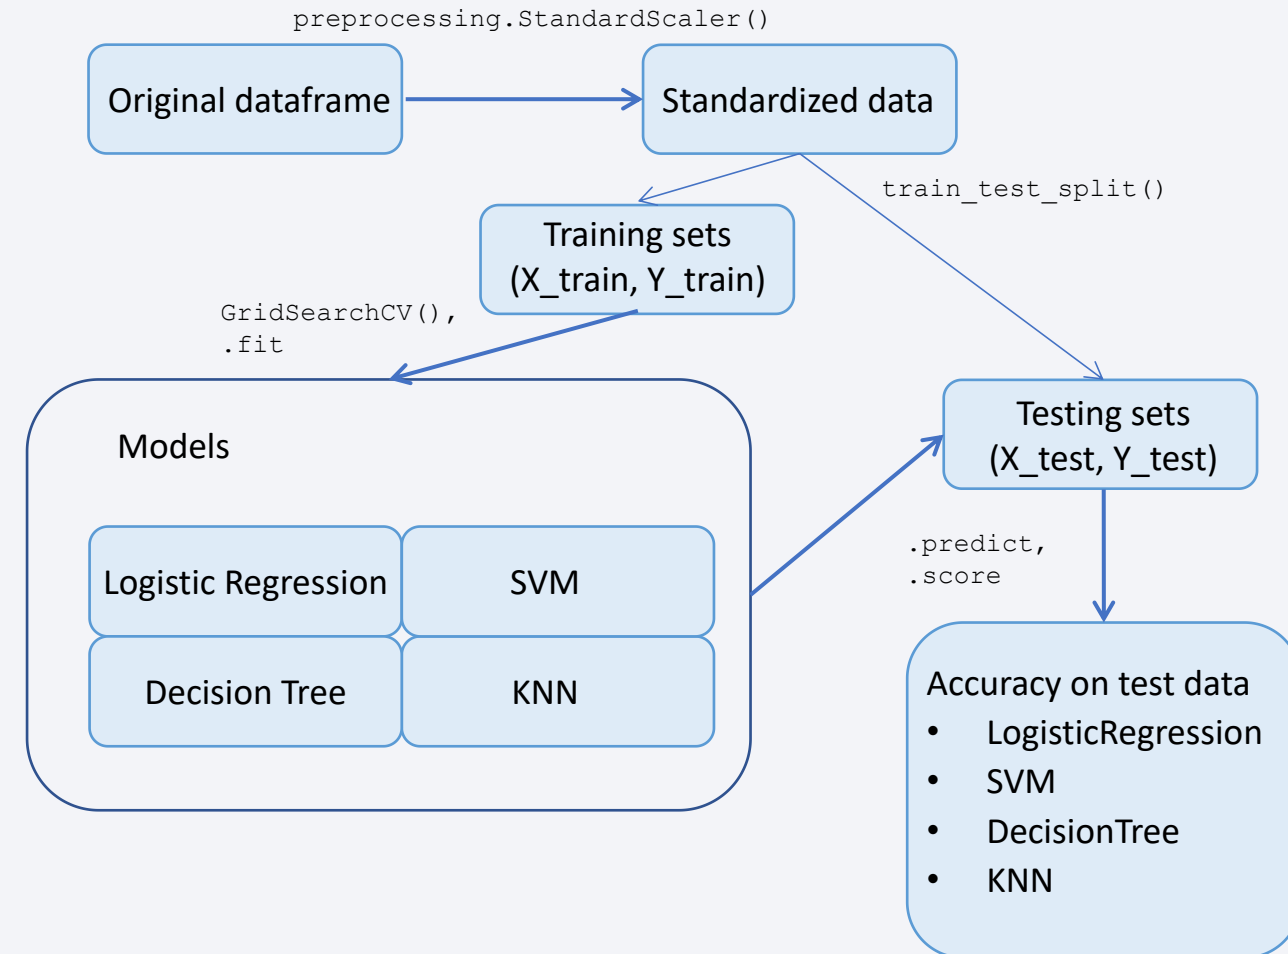 preprocessing.StandardScaler()
Original dataframe
Standardized data
train_test_split()
Training sets
(X_train, Y_train)
GridSearchCV(),
.fit
Models
Logistic Regression
SVM
Decision Tree
KNN
Testing sets
(X_test, Y_test)
.predict,
.score
Accuracy on test data
• LogisticRegression
• SVM
• DecisionTree
• KNN